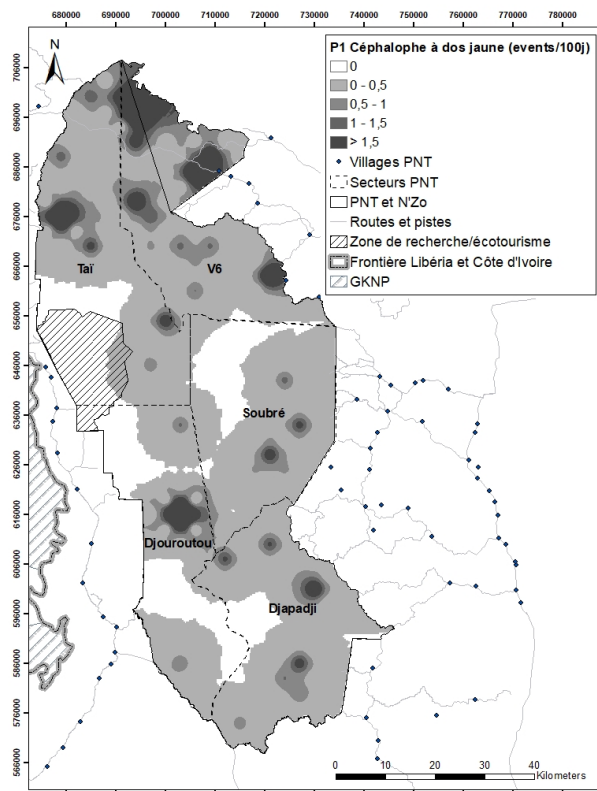 680000 690000 700000 710000 720000 730000 740000 750000 760000 770000 780000
N
P1 Céphalophe à dos jaune (events/100j)
0
0 - 0,5
0,5 - 1
1 - 1,5
> 1,5
Villages PNT
Secteurs PNT
PNT et N'Zo
Routes et pistes
Zone de recherche/écotourisme
Frontière Libéria et Côte d'Ivoire
GKNP
706000
696000
686000
676000
666000
656000
646000
636000
626000
616000
606000
596000
586000
576000
566000
Taï
V6
Soubré
Djouroutou
Djapadji
0 10 20 30 40
Kilometers